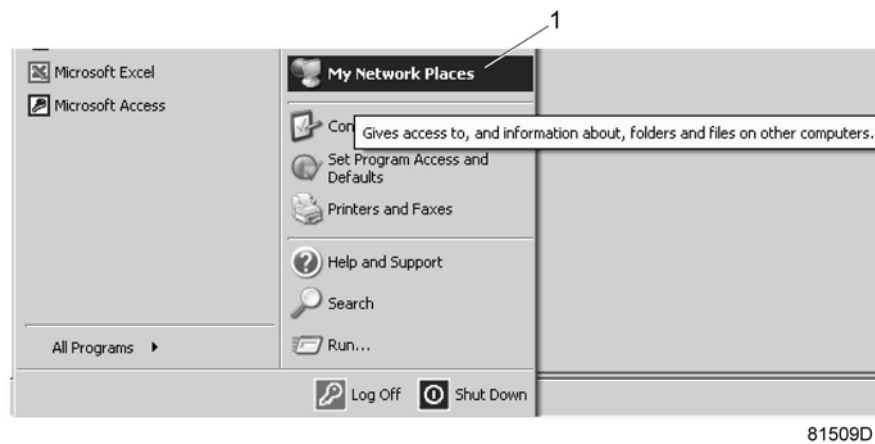 1
Microsoft Excel
Microsoft Access
All Programs
My Network Places
Con
Gives access to, and information about, folders and files on other computers.
Set Program Access and
Defaults
Printers and Faxes
Help and Support
Search
Run...
Log Off
Shut Down
81509D